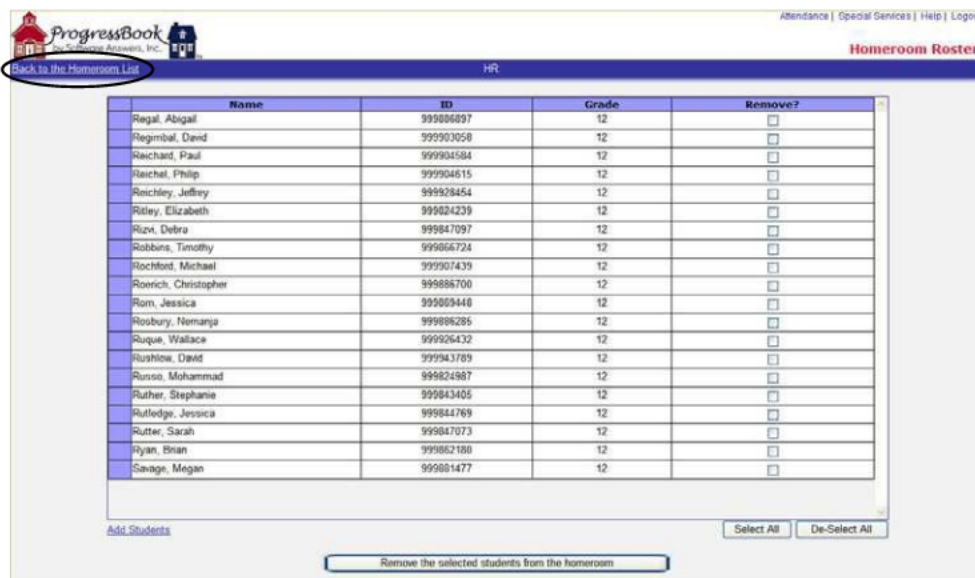 Attendance | Special Services | Help | Logo
ProgressBook
by Software Answers, Inc.
Homeroom Roster
Back to the Homeroom List HR
Name ID Grade Remove?
Regal, Abigail 999886897 12
Regimbal, David 999903058 12
Reichard, Paul 999904584 12
Reichel, Philip 999904615 12
Reichley, Jeffrey 999928454 12
Ritley, Elizabeth 999824239 12
Rizvi, Debra 999847097 12
Robbins, Timothy 999866724 12
Rochford, Michael 999907439 12
Roerich, Christopher 999886700 12
Rom, Jessica 999869448 12
Rosbury, Nemanja 999886285 12
Ruque, Wallace 999926432 12
Rushlow, David 999943789 12
Russo, Mohammad 999824987 12
Ruther, Stephanie 999843405 12
Rutledge, Jessica 999844769 12
Rutter, Sarah 999847073 12
Ryan, Brian 999862180 12
Savage, Megan 999881477 12
Add Students Select All De-Select All
Remove the selected students from the homeroom